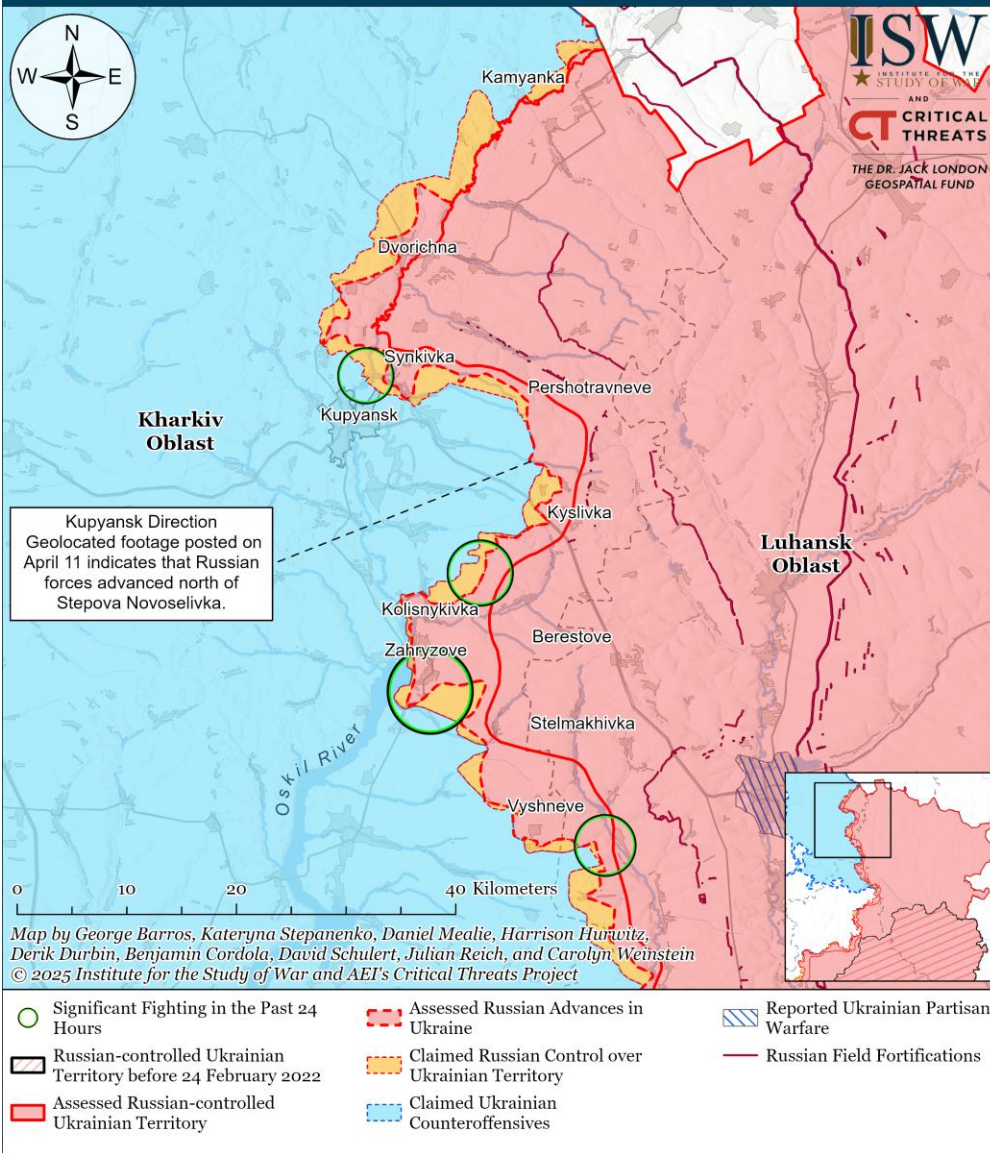 N
W E
S
ISW
INSTITUTE FOR THE
STUDY OF WAR
AND
CT CRITICAL
THREATS
THE DR. JACK LONDON
GEOSPATIAL FUND
Kamyanka
Dvorichna
Synkivka
Pershotravneve
Kupyansk
Kharkiv
Oblast
Kupyansk Direction
Geolocated footage posted on
April 11 indicates that Russian
forces advanced north of
Stepova Novoselivka.
Kyslivka
Luhansk
Oblast
Kolisnykivka
Berestove
Zahryzove
Stelmakhivka
Oskil River
Vyshneve
0 10 20 40 Kilometers
Map by George Barros, Kateryna Stepanenko, Daniel Mealie, Harrison Hurwitz,
Derik Durbin, Benjamin Cordola, David Schulert, Julian Reich, and Carolyn Weinstein
© 2025 Institute for the Study of War and AEI's Critical Threats Project
Significant Fighting in the Past 24
Hours
Russian-controlled Ukrainian
Territory before 24 February 2022
Assessed Russian-controlled
Ukrainian Territory
Assessed Russian Advances in
Ukraine
Claimed Russian Control over
Ukrainian Territory
Claimed Ukrainian
Counteroffensives
Reported Ukrainian Partisan
Warfare
Russian Field Fortifications